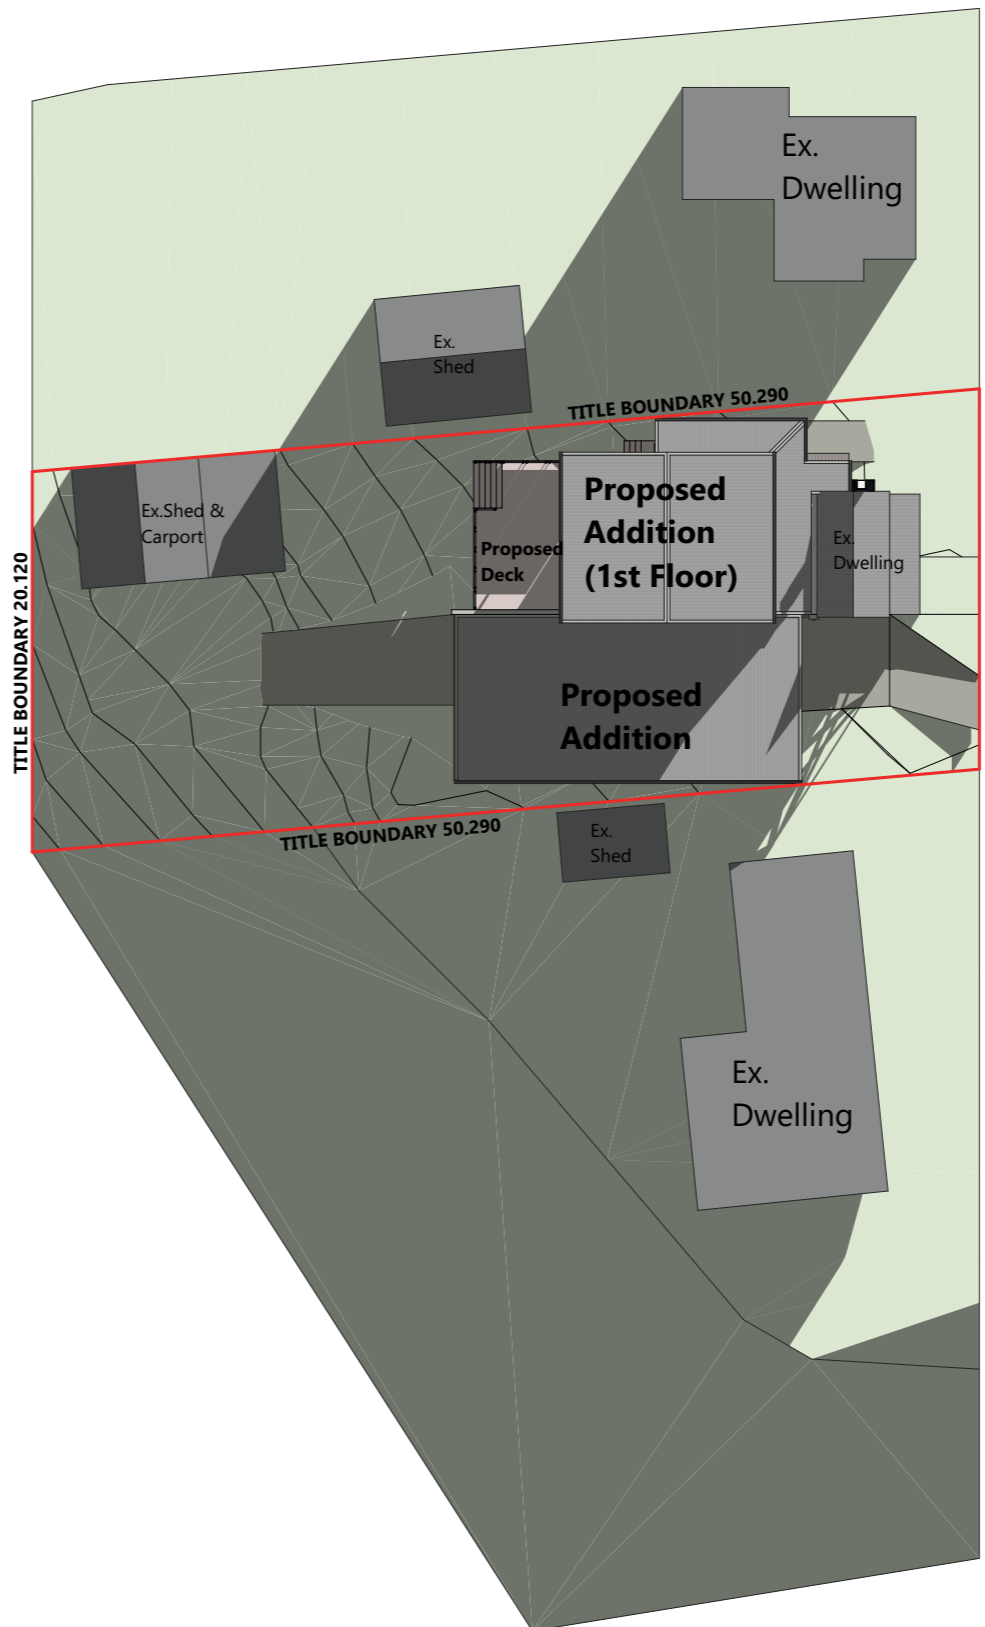 Ex.
Dwelling
Ex.
Shed
TITLE BOUNDARY 50.290
Ex.Shed &
Carport
Proposed
Addition
(1st Floor)
Proposed
Deck
Ex.
Dwelling
TITLE BOUNDARY 20.120
Proposed
Addition
TITLE BOUNDARY 50.290
Ex.
Shed
Ex.
Dwelling